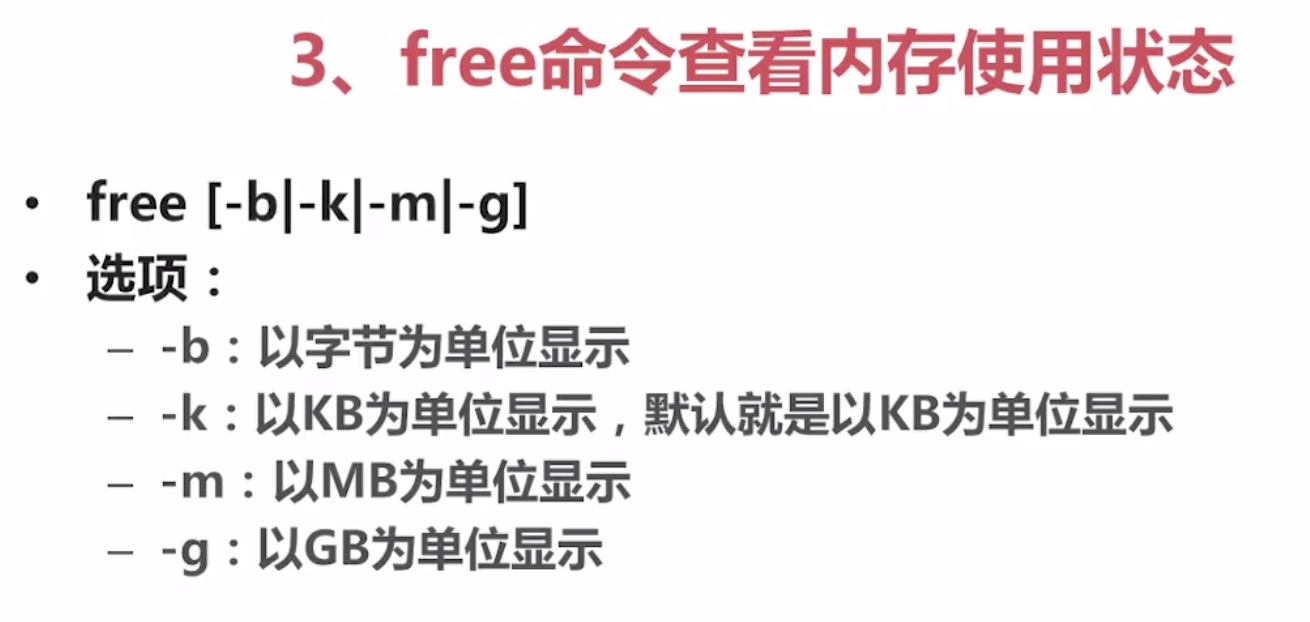 3、free命令查看内存使用状态
• free [-b|-k|-m|-g]
• 选项：
– -b：以字节为单位显示
– -k：以KB为单位显示，默认就是以KB为单位显示
– -m：以MB为单位显示
– -g：以GB为单位显示